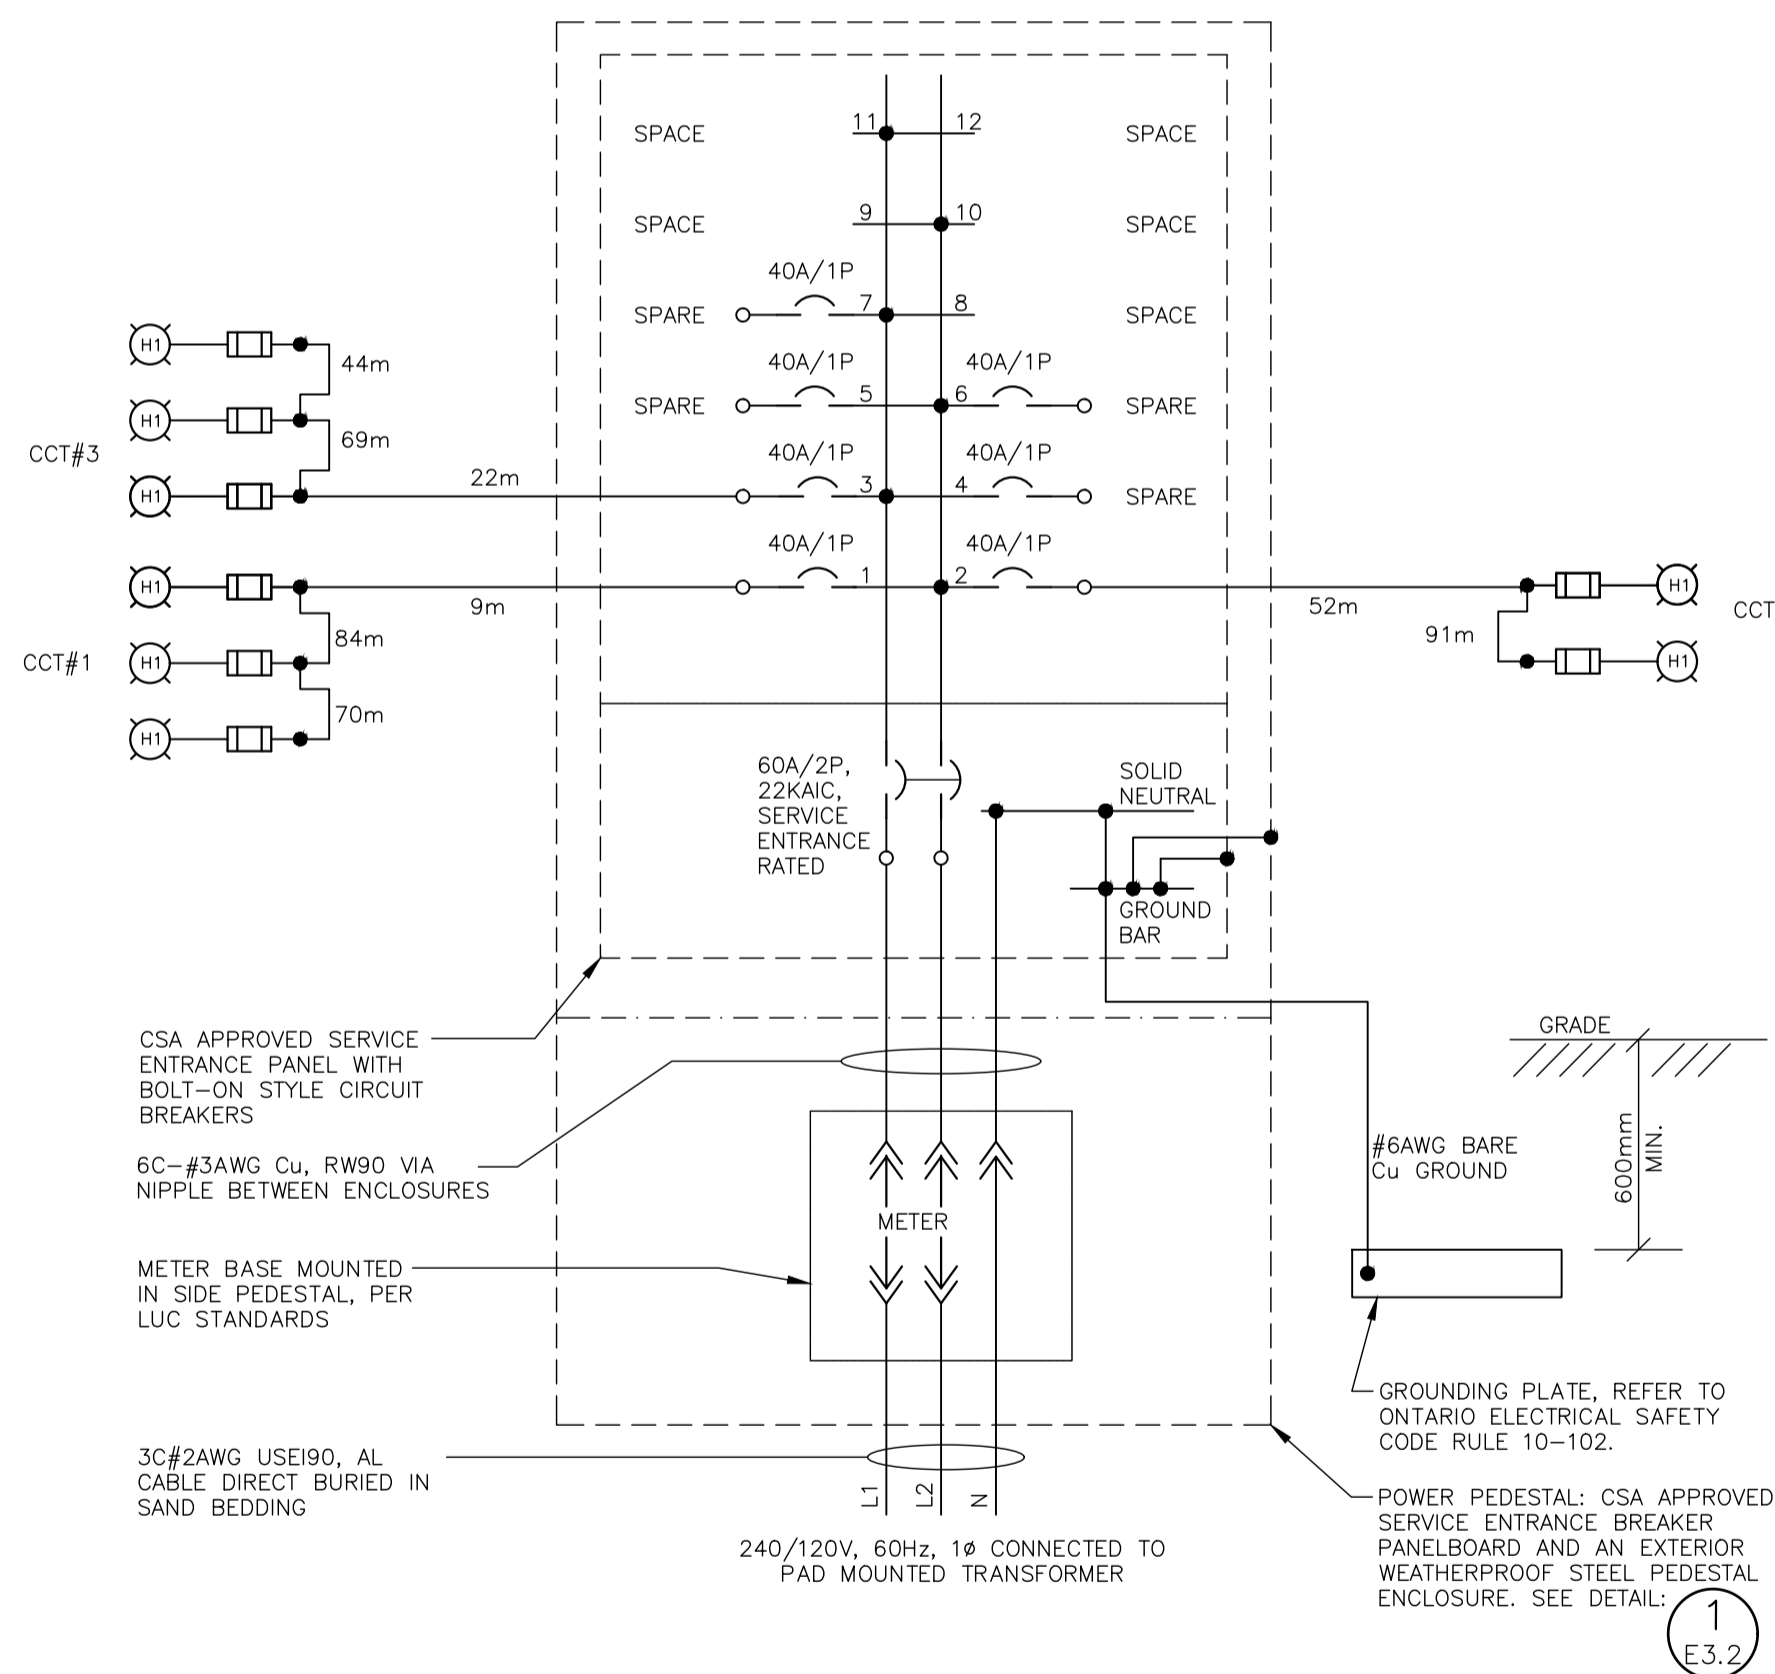 SPACE 11 12 SPACE
SPACE 9 10 SPACE
40A/1P
SPARE 7 8 SPACE
40A/1P 40A/1P
SPARE 5 6 SPARE
40A/1P 40A/1P
3 4 SPARE
40A/1P 40A/1P
1 2
H1
44m
H1
69m
CCT#3
H1
22m
H1
9m
84m
CCT#1
H1
70m
H1
52m
H1
CCT
91m
H1
60A/2P,
22KAIC,
SERVICE
ENTRANCE
RATED
SOLID
NEUTRAL
GROUND
BAR
CSA APPROVED SERVICE
ENTRANCE PANEL WITH
BOLT-ON STYLE CIRCUIT
BREAKERS
6C-#3AWG Cu, RW90 VIA
NIPPLE BETWEEN ENCLOSURES
METER
METER BASE MOUNTED
IN SIDE PEDESTAL, PER
LUC STANDARDS
3C#2AWG USEI90, AL
CABLE DIRECT BURIED IN
SAND BEDDING
L1
L2
N
240/120V, 60Hz, 1ø CONNECTED TO
PAD MOUNTED TRANSFORMER
GRADE
600mm
MIN.
#6AWG BARE
Cu GROUND
GROUNDING PLATE, REFER TO
ONTARIO ELECTRICAL SAFETY
CODE RULE 10-102.
POWER PEDESTAL: CSA APPROVED
SERVICE ENTRANCE BREAKER
PANELBOARD AND AN EXTERIOR
WEATHERPROOF STEEL PEDESTAL
ENCLOSURE. SEE DETAIL:
1
E3.2